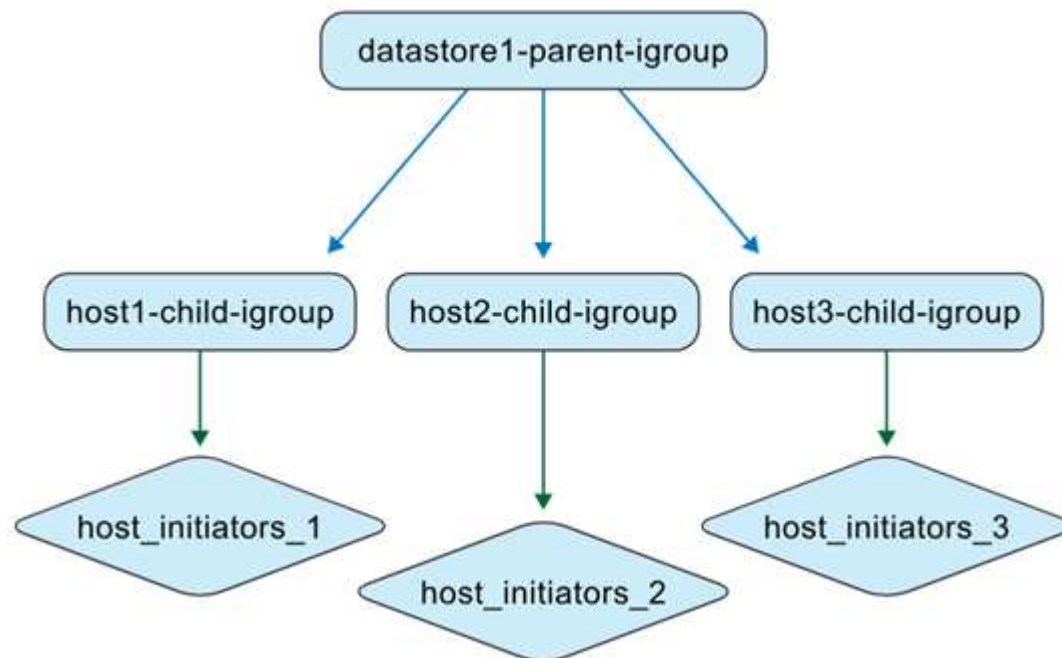 datastore1-parent-igroup
host1-child-igroup
host2-child-igroup
host3-child-igroup
host_initiators_1
host_initiators_2
host_initiators_3